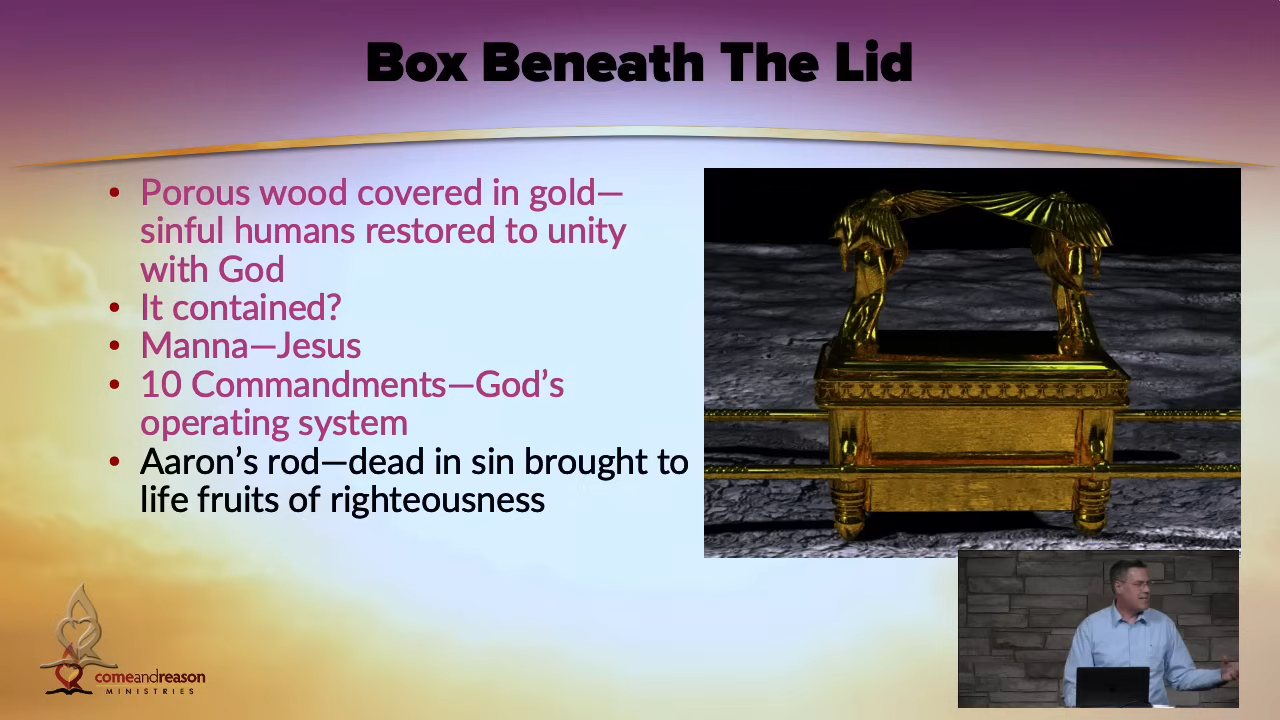 Box Beneath The Lid
• Porous wood covered in gold—
sinful humans restored to unity
with God
• It contained?
• Manna—Jesus
• 10 Commandments—God’s
operating system
• Aaron’s rod—dead in sin brought to
life fruits of righteousness
comeandreason
MINISTRIES